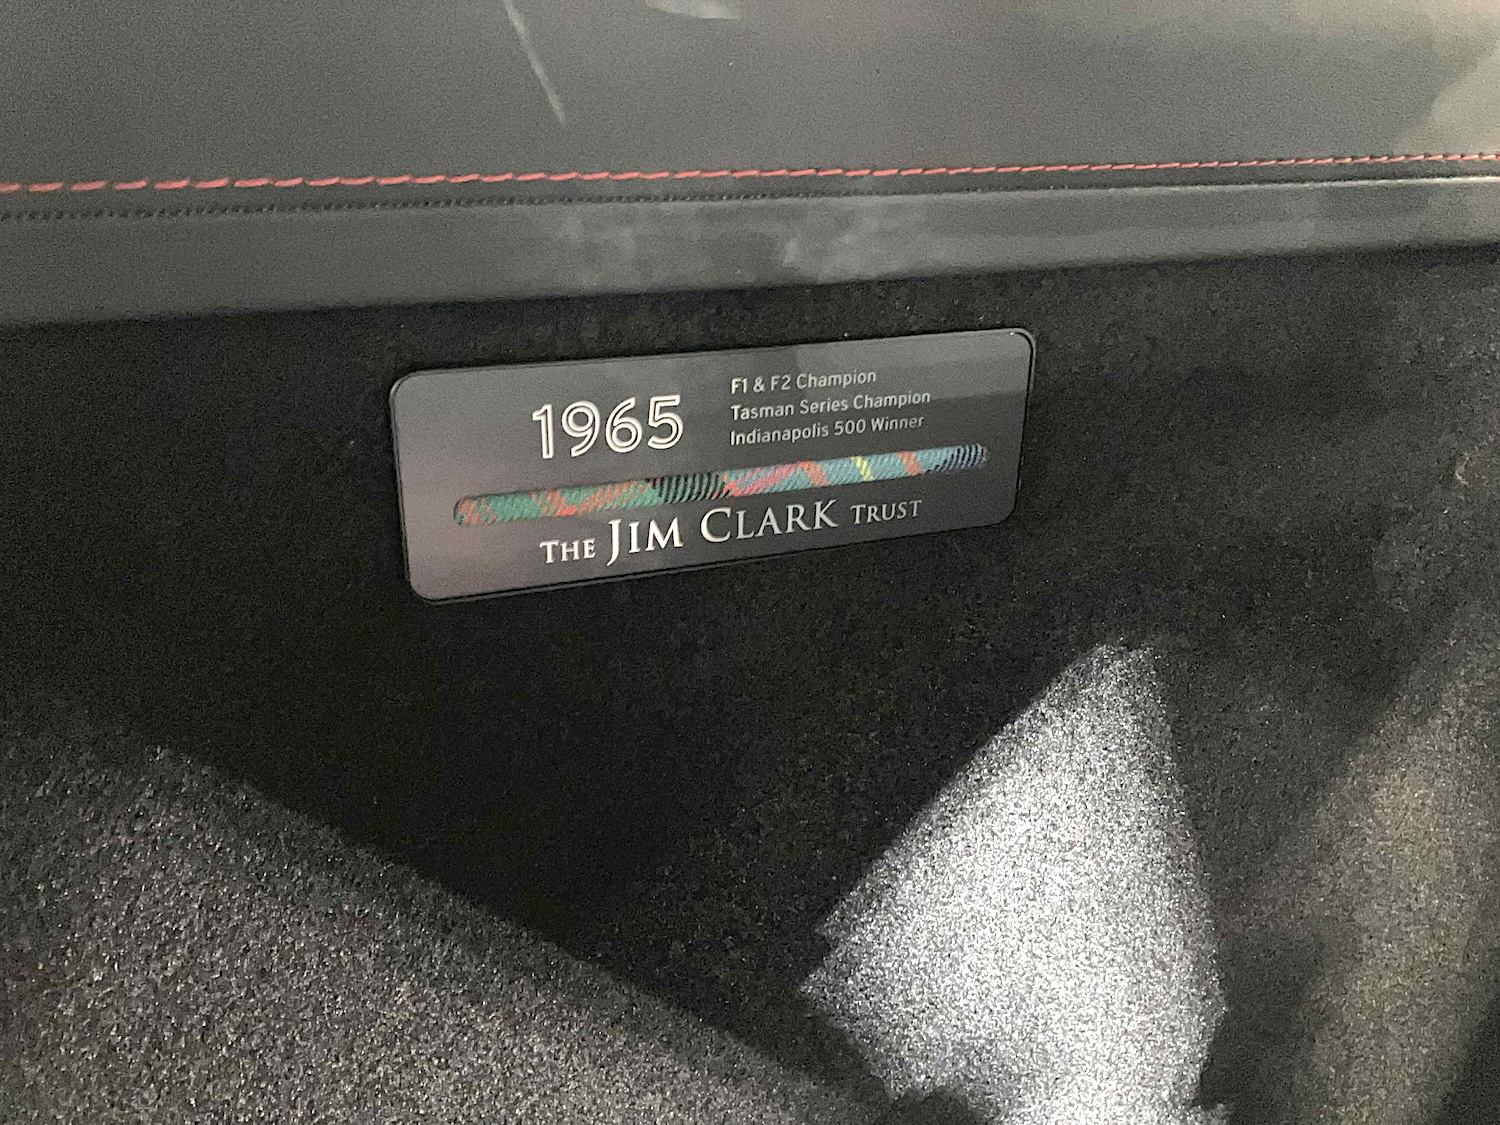 1965
F1 & F2 Champion
Tasman Series Champion
Indianapolis 500 Winner
THE JIM CLARK TRUST